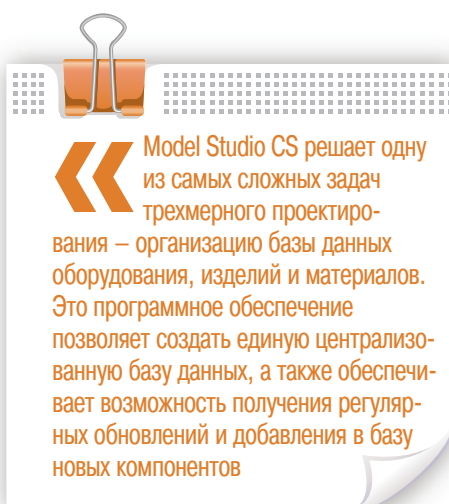 « Model Studio CS решает одну
из самых сложных задач
трехмерного проектиро-
вания – организацию базы данных
оборудования, изделий и материалов.
Это программное обеспечение
позволяет создать единую централизо-
ванную базу данных, а также обеспечи-
вает возможность получения регуляр-
ных обновлений и добавления в базу
новых компонентов